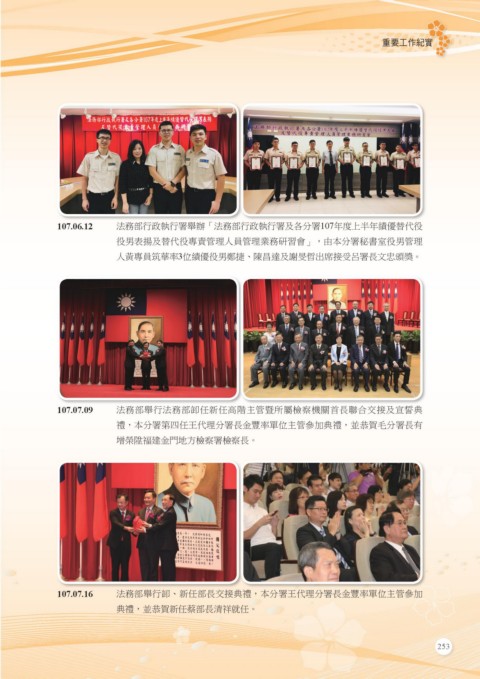 重要工作紀實
107.06.12 法務部行政執行署舉辦「法務部行政執行署及各分署107年度上半年績優替代役
役男表揚及替代役專責管理人員管理業務研習會」，由本分署秘書室役男管理
人黃專員筑華率3位績優役男鄭捷、陳昌達及謝旻哲出席接受呂署長文忠頒獎。
107.07.09 法務部舉行法務部卸任新任高階主管暨所屬檢察機關首長聯合交接及宣誓典
禮，本分署第四任王代理分署長金豐率單位主管參加典禮，並恭賀毛分署長有
增榮陞福建金門地方檢察署檢察長。
107.07.16 法務部舉行卸、新任部長交接典禮，本分署王代理分署長金豐率單位主管參加
典禮，並恭賀新任蔡部長清祥就任。
253